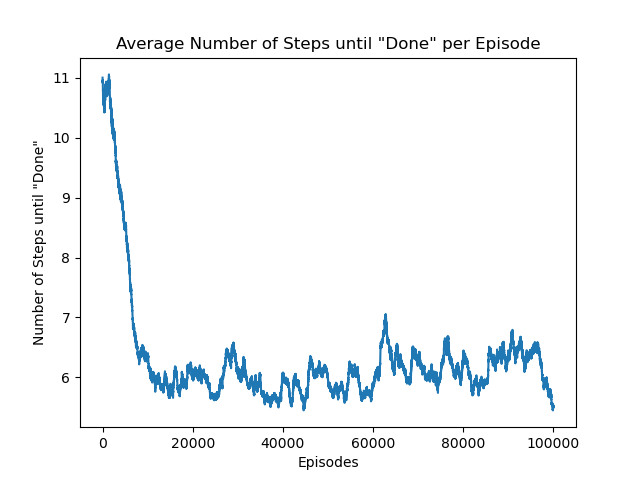 Average Number of Steps until "Done" per Episode
Number of Steps until "Done"
11
10
9
8
7
6
0 20000 40000 60000 80000 100000
Episodes